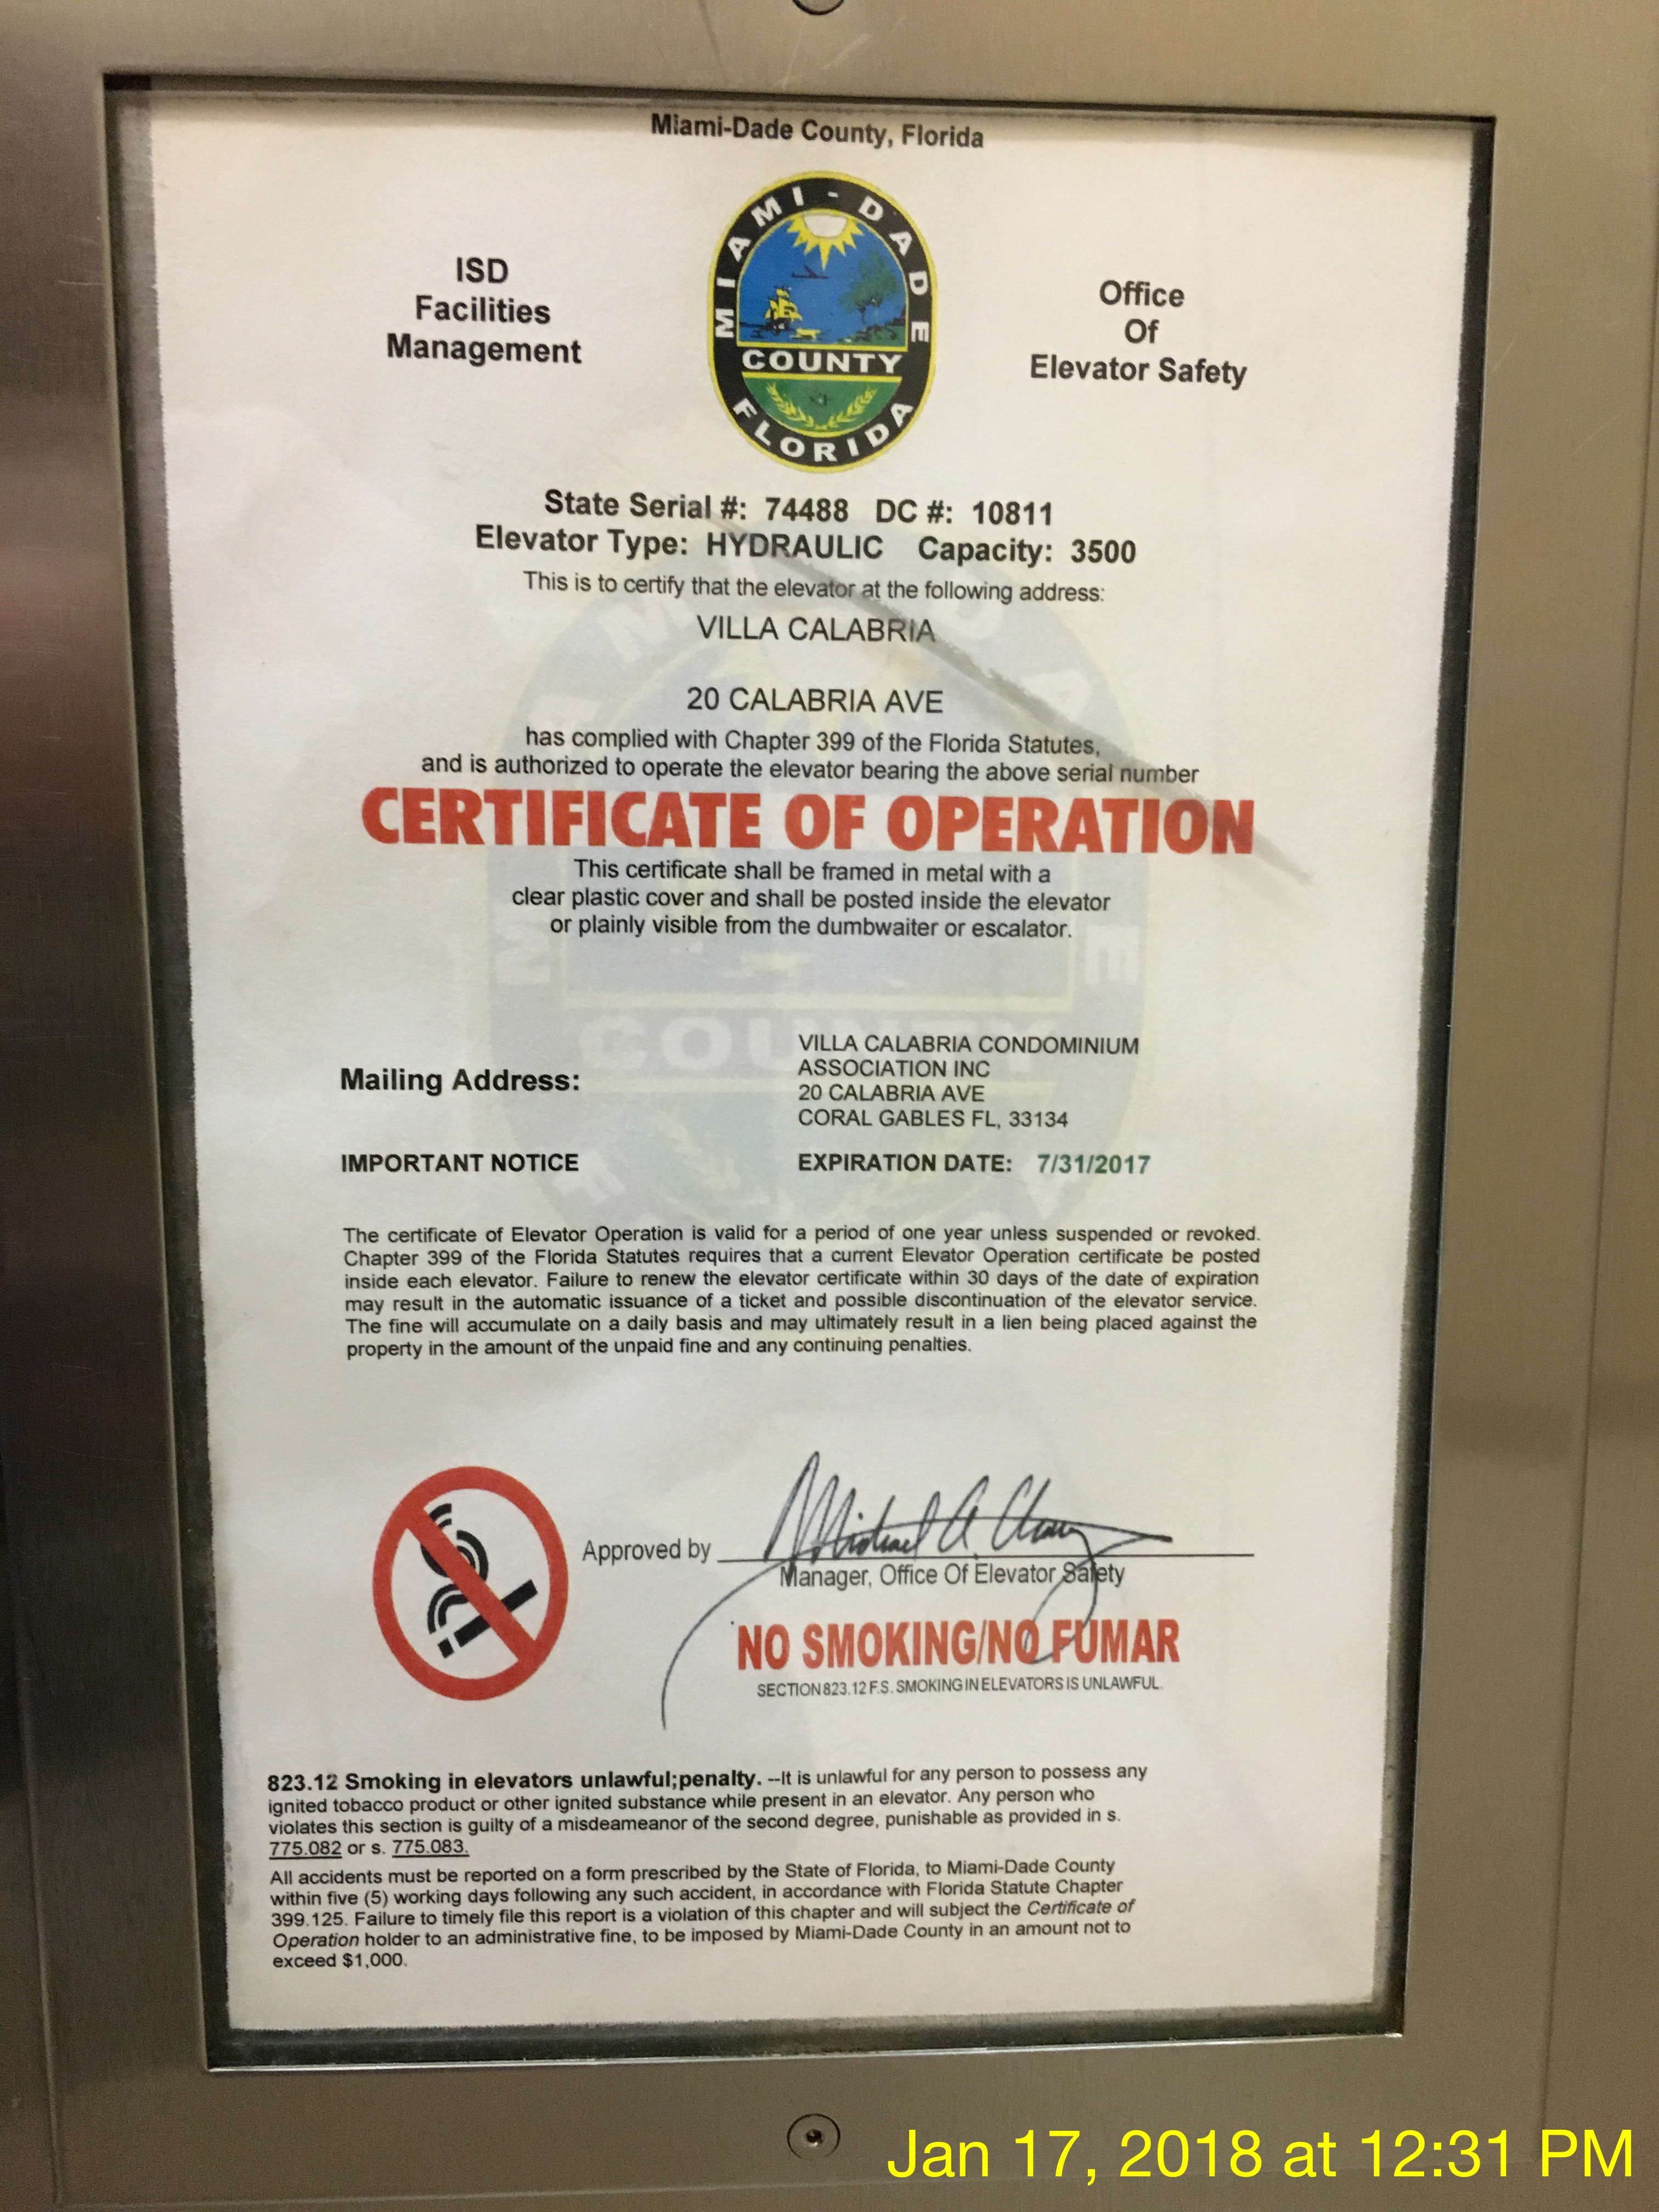 Miami-Dade County, Florida
ISD
Facilities
Management
MIAMI-DADE
COUNTY
FLORIDA
Office
Of
Elevator Safety
State Serial #: 74488 DC #: 10811
Elevator Type: HYDRAULIC Capacity: 3500
This is to certify that the elevator at the following address:
VILLA CALABRIA
20 CALABRIA AVE
has complied with Chapter 399 of the Florida Statutes,
and is authorized to operate the elevator bearing the above serial number
CERTIFICATE OF OPERATION
This certificate shall be framed in metal with a
clear plastic cover and shall be posted inside the elevator
or plainly visible from the dumbwaiter or escalator.
Mailing Address:
VILLA CALABRIA CONDOMINIUM
ASSOCIATION INC
20 CALABRIA AVE
CORAL GABLES FL, 33134
IMPORTANT NOTICE
EXPIRATION DATE: 7/31/2017
The certificate of Elevator Operation is valid for a period of one year unless suspended or revoked.
Chapter 399 of the Florida Statutes requires that a current Elevator Operation certificate be posted
inside each elevator. Failure to renew the elevator certificate within 30 days of the date of expiration
may result in the automatic issuance of a ticket and possible discontinuation of the elevator service.
The fine will accumulate on a daily basis and may ultimately result in a lien being placed against the
property in the amount of the unpaid fine and any continuing penalties.
Approved by
Michael A.
Manager, Office Of Elevator Safety
NO SMOKING/NO FUMAR
SECTION 823.12 F.S. SMOKING IN ELEVATORS IS UNLAWFUL.
823.12 Smoking in elevators unlawful;penalty. --It is unlawful for any person to possess any
ignited tobacco product or other ignited substance while present in an elevator. Any person who
violates this section is guilty of a misdeameanor of the second degree, punishable as provided in s.
775.082 or s. 775.083.
All accidents must be reported on a form prescribed by the State of Florida, to Miami-Dade County
within five (5) working days following any such accident, in accordance with Florida Statute Chapter
399.125. Failure to timely file this report is a violation of this chapter and will subject the Certificate of
Operation holder to an administrative fine, to be imposed by Miami-Dade County in an amount not to
exceed $1,000.
Jan 17, 2018 at 12:31 PM